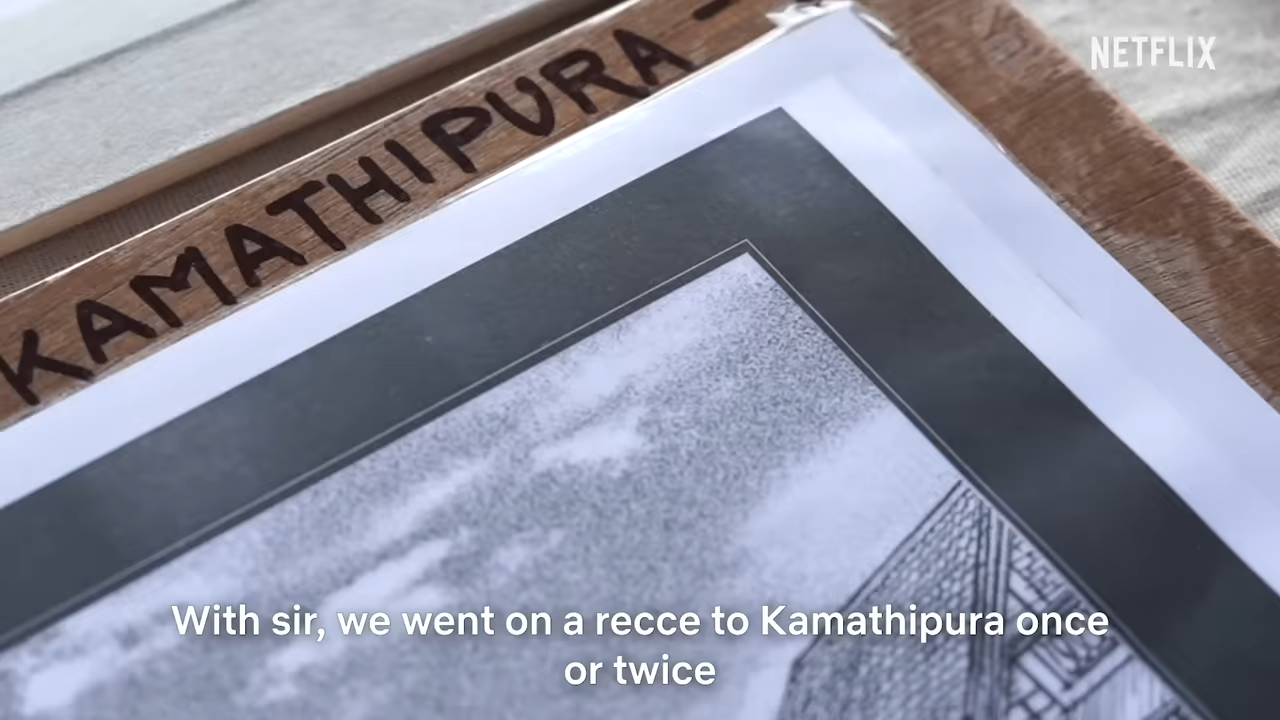 NETFLIX
KAMATHIPURA -
With sir, we went on a recce to Kamathipura once
or twice